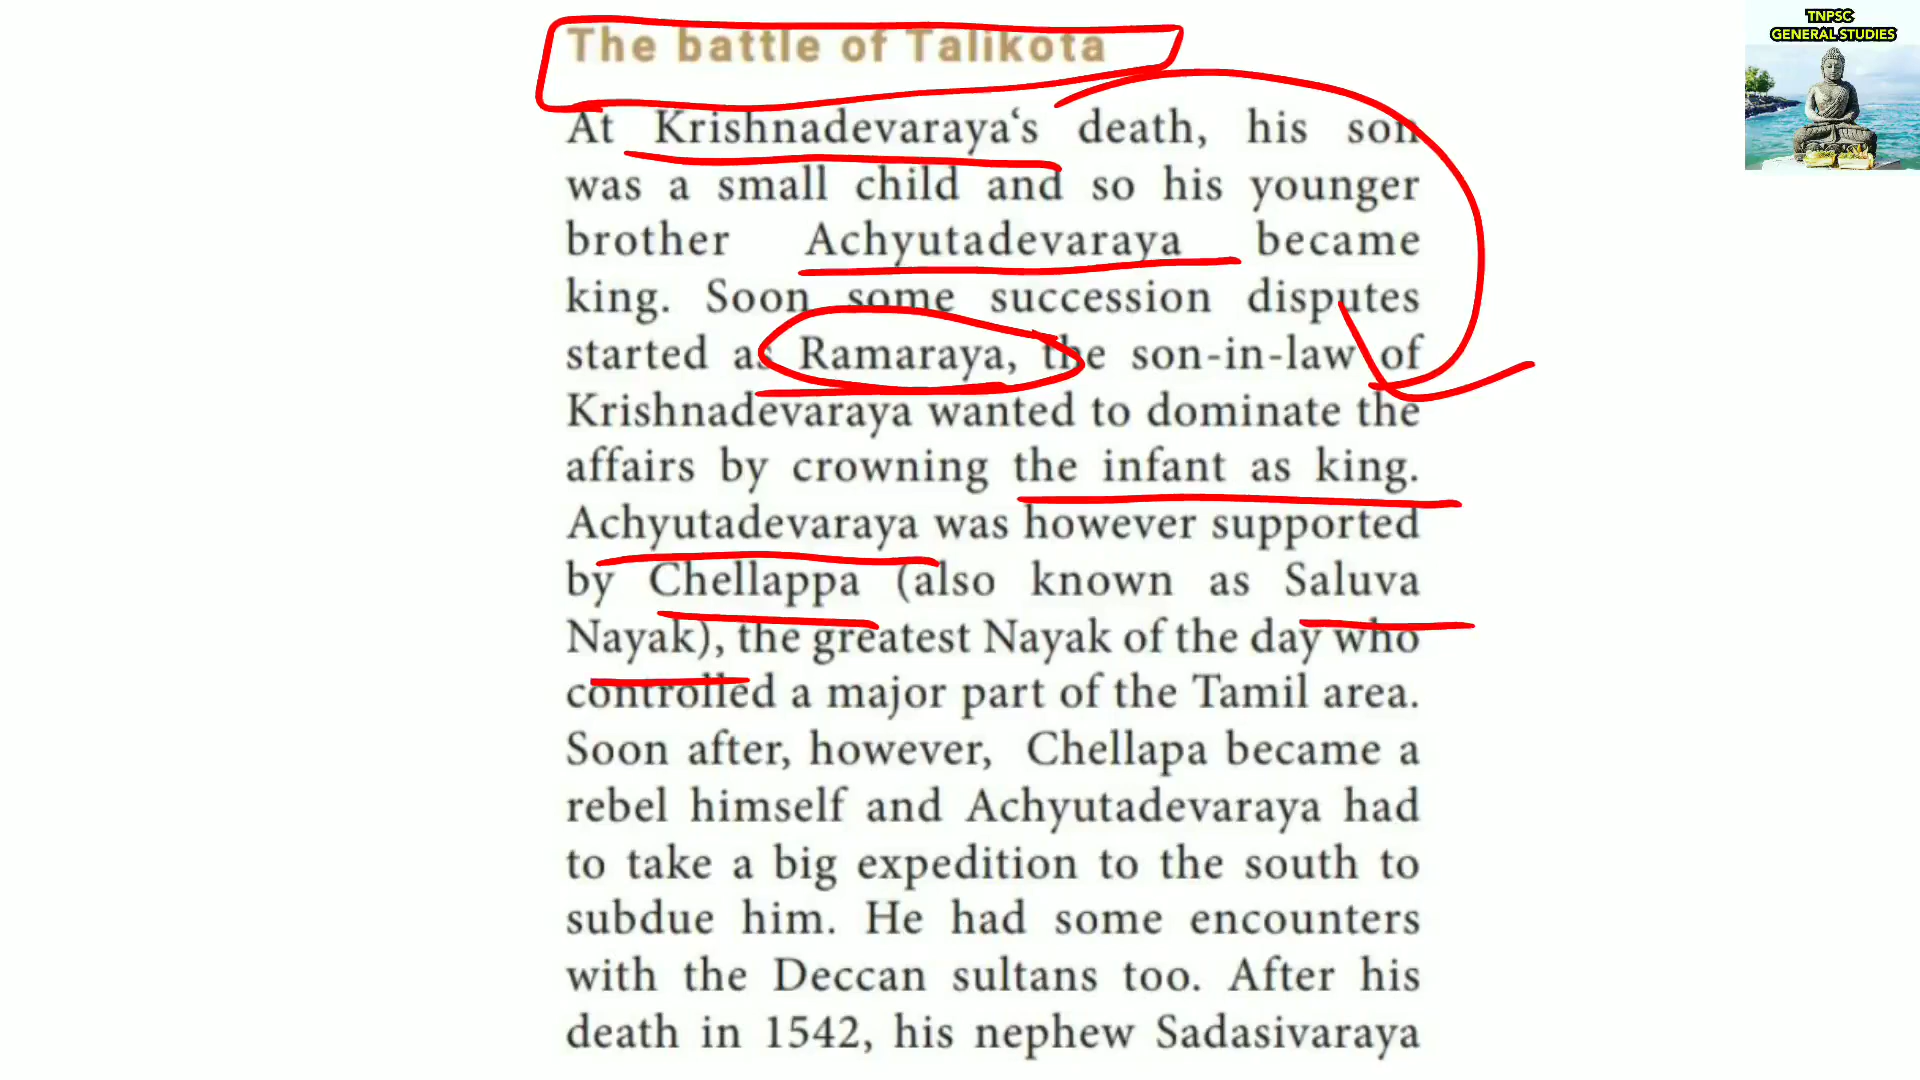 The battle of Talikota
TNPSC
GENERAL STUDIES
At Krishnadevaraya‘s death, his son
was a small child and so his younger
brother Achyutadevaraya became
king. Soon some succession disputes
started as Ramaraya, the son-in-law of
Krishnadevaraya wanted to dominate the
affairs by crowning the infant as king.
Achyutadevaraya was however supported
by Chellappa (also known as Saluva
Nayak), the greatest Nayak of the day who
controlled a major part of the Tamil area.
Soon after, however, Chellapa became a
rebel himself and Achyutadevaraya had
to take a big expedition to the south to
subdue him. He had some encounters
with the Deccan sultans too. After his
death in 1542, his nephew Sadasivaraya